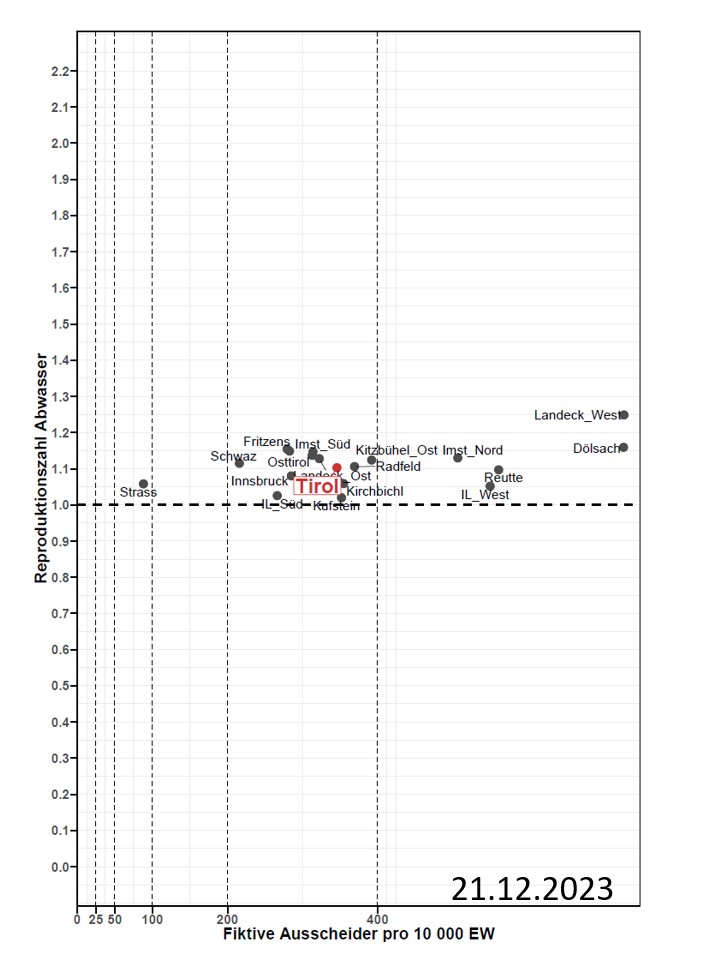 Reproduktionszahl Abwasser
2.2
2.1
2.0
1.9
1.8
1.7
1.6
1.5
1.4
1.3
1.2
1.1
1.0
0.9
0.8
0.7
0.6
0.5
0.4
0.3
0.2
0.1
0.0
Landeck_West
Fritzens Imst_Süd
Kitzbühel_Ost Imst_Nord Dölsach
Schwaz Osttirol Radfeld
Innsbruck Landeck_Ost Reutte
Strass Tirol Kirchbichl IL_West
IL_Süd Kufstein
21.12.2023
0 25 50 100 200 400
Fiktive Ausscheider pro 10 000 EW